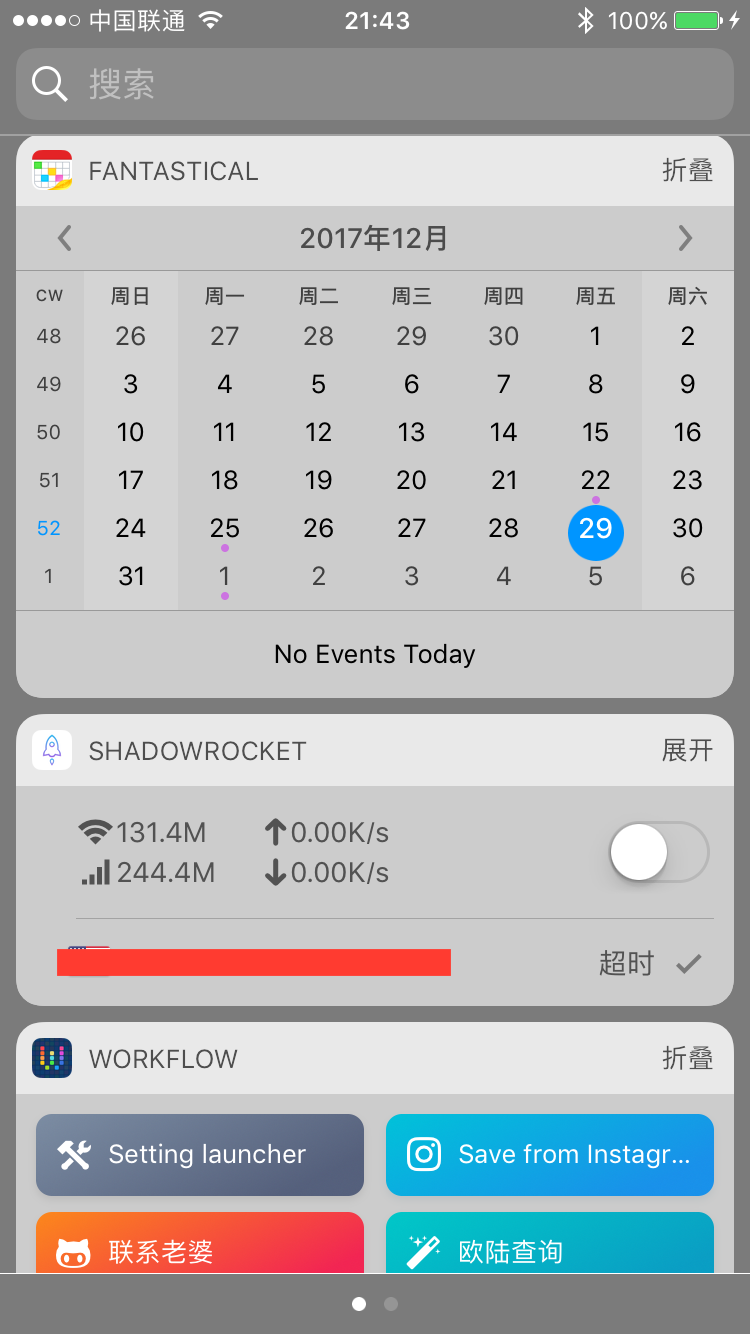 中国联通 21:43 100%
搜索
FANTASTICAL 折叠
2017年12月
CW 周日 周一 周二 周三 周四 周五 周六
48 26 27 28 29 30 1 2
49 3 4 5 6 7 8 9
50 10 11 12 13 14 15 16
51 17 18 19 20 21 22 23
52 24 25 26 27 28 29 30
1 31 1 2 3 4 5 6
No Events Today
SHADOWROCKET 展开
131.4M 0.00K/s
244.4M 0.00K/s
超时
WORKFLOW 折叠
Setting launcher Save from Instagr...
联系老婆 欧陆查询